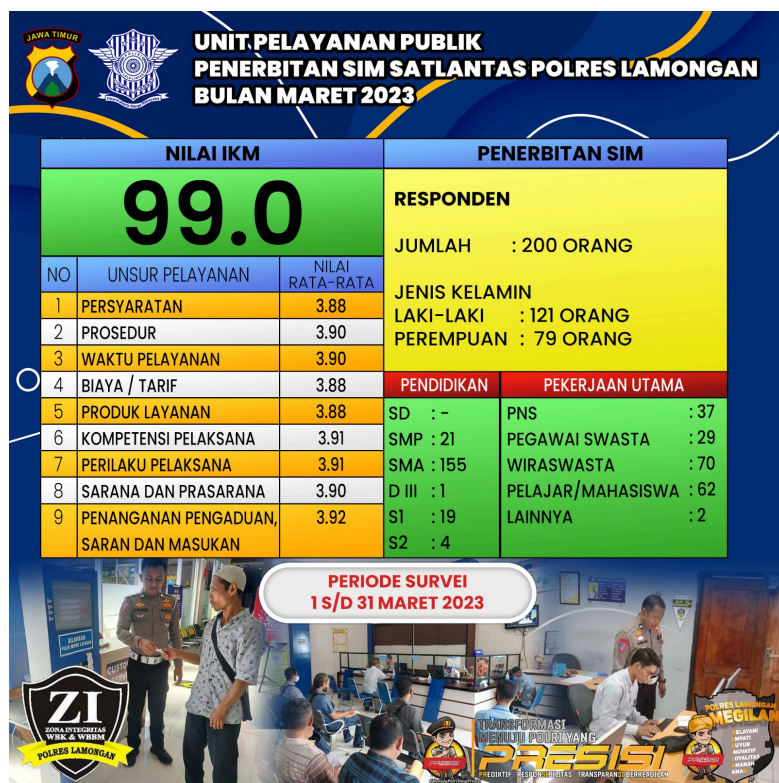 JAWA TIMUR
UNIT PELAYANAN PUBLIK
PENERBITAN SIM SATLANTAS POLRES LAMONGAN
BULAN MARET 2023
NILAI IKM
99.0
NO UNSUR PELAYANAN NILAI RATA-RATA
1 PERSYARATAN 3.88
2 PROSEDUR 3.90
3 WAKTU PELAYANAN 3.90
4 BIAYA / TARIF 3.88
5 PRODUK LAYANAN 3.88
6 KOMPETENSI PELAKSANA 3.91
7 PERILAKU PELAKSANA 3.91
8 SARANA DAN PRASARANA 3.90
9 PENANGANAN PENGADUAN, 3.92
SARAN DAN MASUKAN
PENERBITAN SIM
RESPONDEN
JUMLAH : 200 ORANG
JENIS KELAMIN
LAKI-LAKI : 121 ORANG
PEREMPUAN : 79 ORANG
PENDIDIKAN
SD : -
SMP : 21
SMA : 155
D III : 1
S1 : 19
S2 : 4
PEKERJAAN UTAMA
PNS : 37
PEGAWAI SWASTA : 29
WIRASWASTA : 70
PELAJAR/MAHASISWA : 62
LAINNYA : 2
PERIODE SURVEI
1 S/D 31 MARET 2023
ZI
ZONA INTEGRITAS
WBK & WBBM
POLRES LAMONGAN
TRANSFORMASI
MENUJU POLRI YANG
PRESISI
PREDIKTIF RESPONSIBILITAS TRANSPARANSI BERKEADILAN
PRESISI
PRESISI
POLRES LAMONGAN
MEGILAN